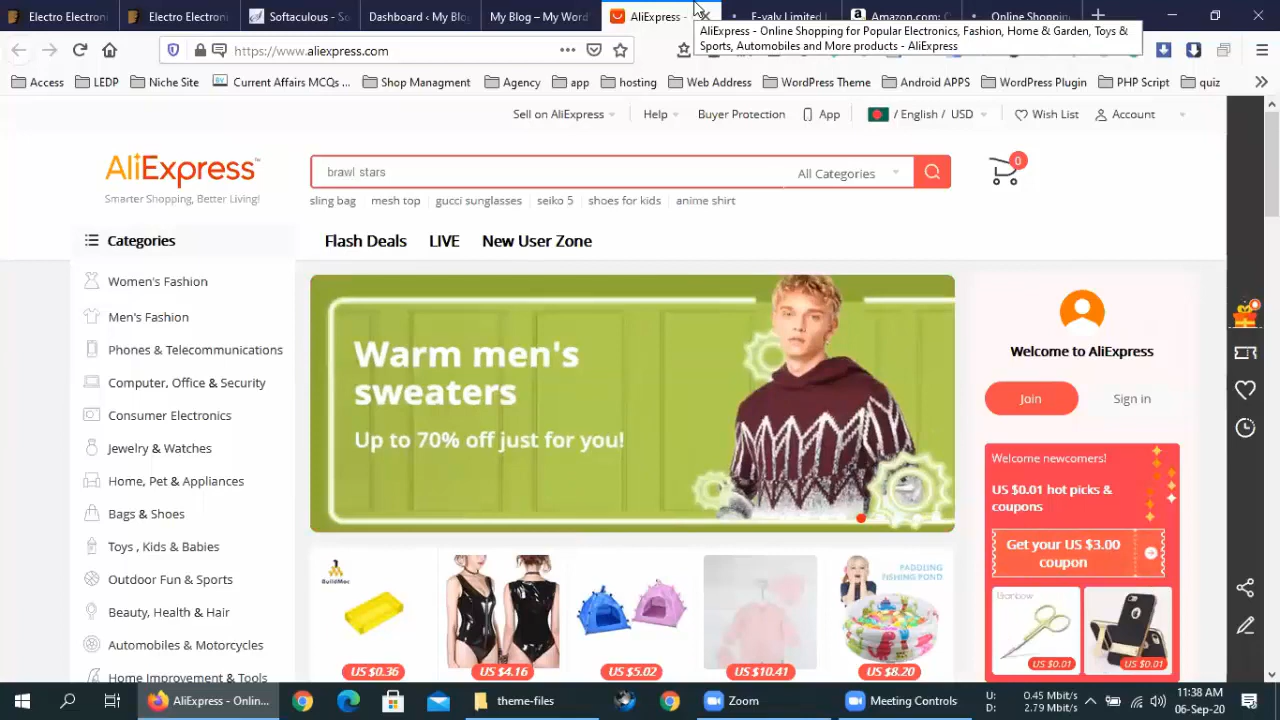 Electro Electroni
Electro Electroni
Softaculous - So
Dashboard ‹ My Blo
My Blog – My Word
AliExpress -
E-valy Limited
Amazon.com:
Online Shopping
AliExpress - Online Shopping for Popular Electronics, Fashion, Home & Garden, Toys &
Sports, Automobiles and More products - AliExpress
https://www.aliexpress.com
Access
LEDP
Niche Site
Current Affairs MCQs ...
Shop Managment
Agency
app
hosting
Web Address
WordPress Theme
Android APPS
WordPress Plugin
PHP Script
quiz
Sell on AliExpress
Help
Buyer Protection
App
/ English / USD
Wish List
Account
AliExpress™
Smarter Shopping, Better Living!
brawl stars
All Categories
0
sling bag
mesh top
gucci sunglasses
seiko 5
shoes for kids
anime shirt
Categories
Flash Deals
LIVE
New User Zone
Women's Fashion
Men's Fashion
Phones & Telecommunications
Computer, Office & Security
Consumer Electronics
Jewelry & Watches
Home, Pet & Appliances
Bags & Shoes
Toys , Kids & Babies
Outdoor Fun & Sports
Beauty, Health & Hair
Automobiles & Motorcycles
Home Improvement & Tools
Warm men's
sweaters
Up to 70% off just for you!
Welcome to AliExpress
Join
Sign in
Welcome newcomers!
US $0.01 hot picks &
coupons
Get your US $3.00
coupon
US $0.01
US $0.01
PADDLING
FISHING POND
US $0.36
US $4.16
US $5.02
US $10.41
US $8.20
AliExpress - Onlin...
theme-files
Zoom
Meeting Controls
U: 0.45 Mbit/s
D: 2.79 Mbit/s
11:38 AM
06-Sep-20